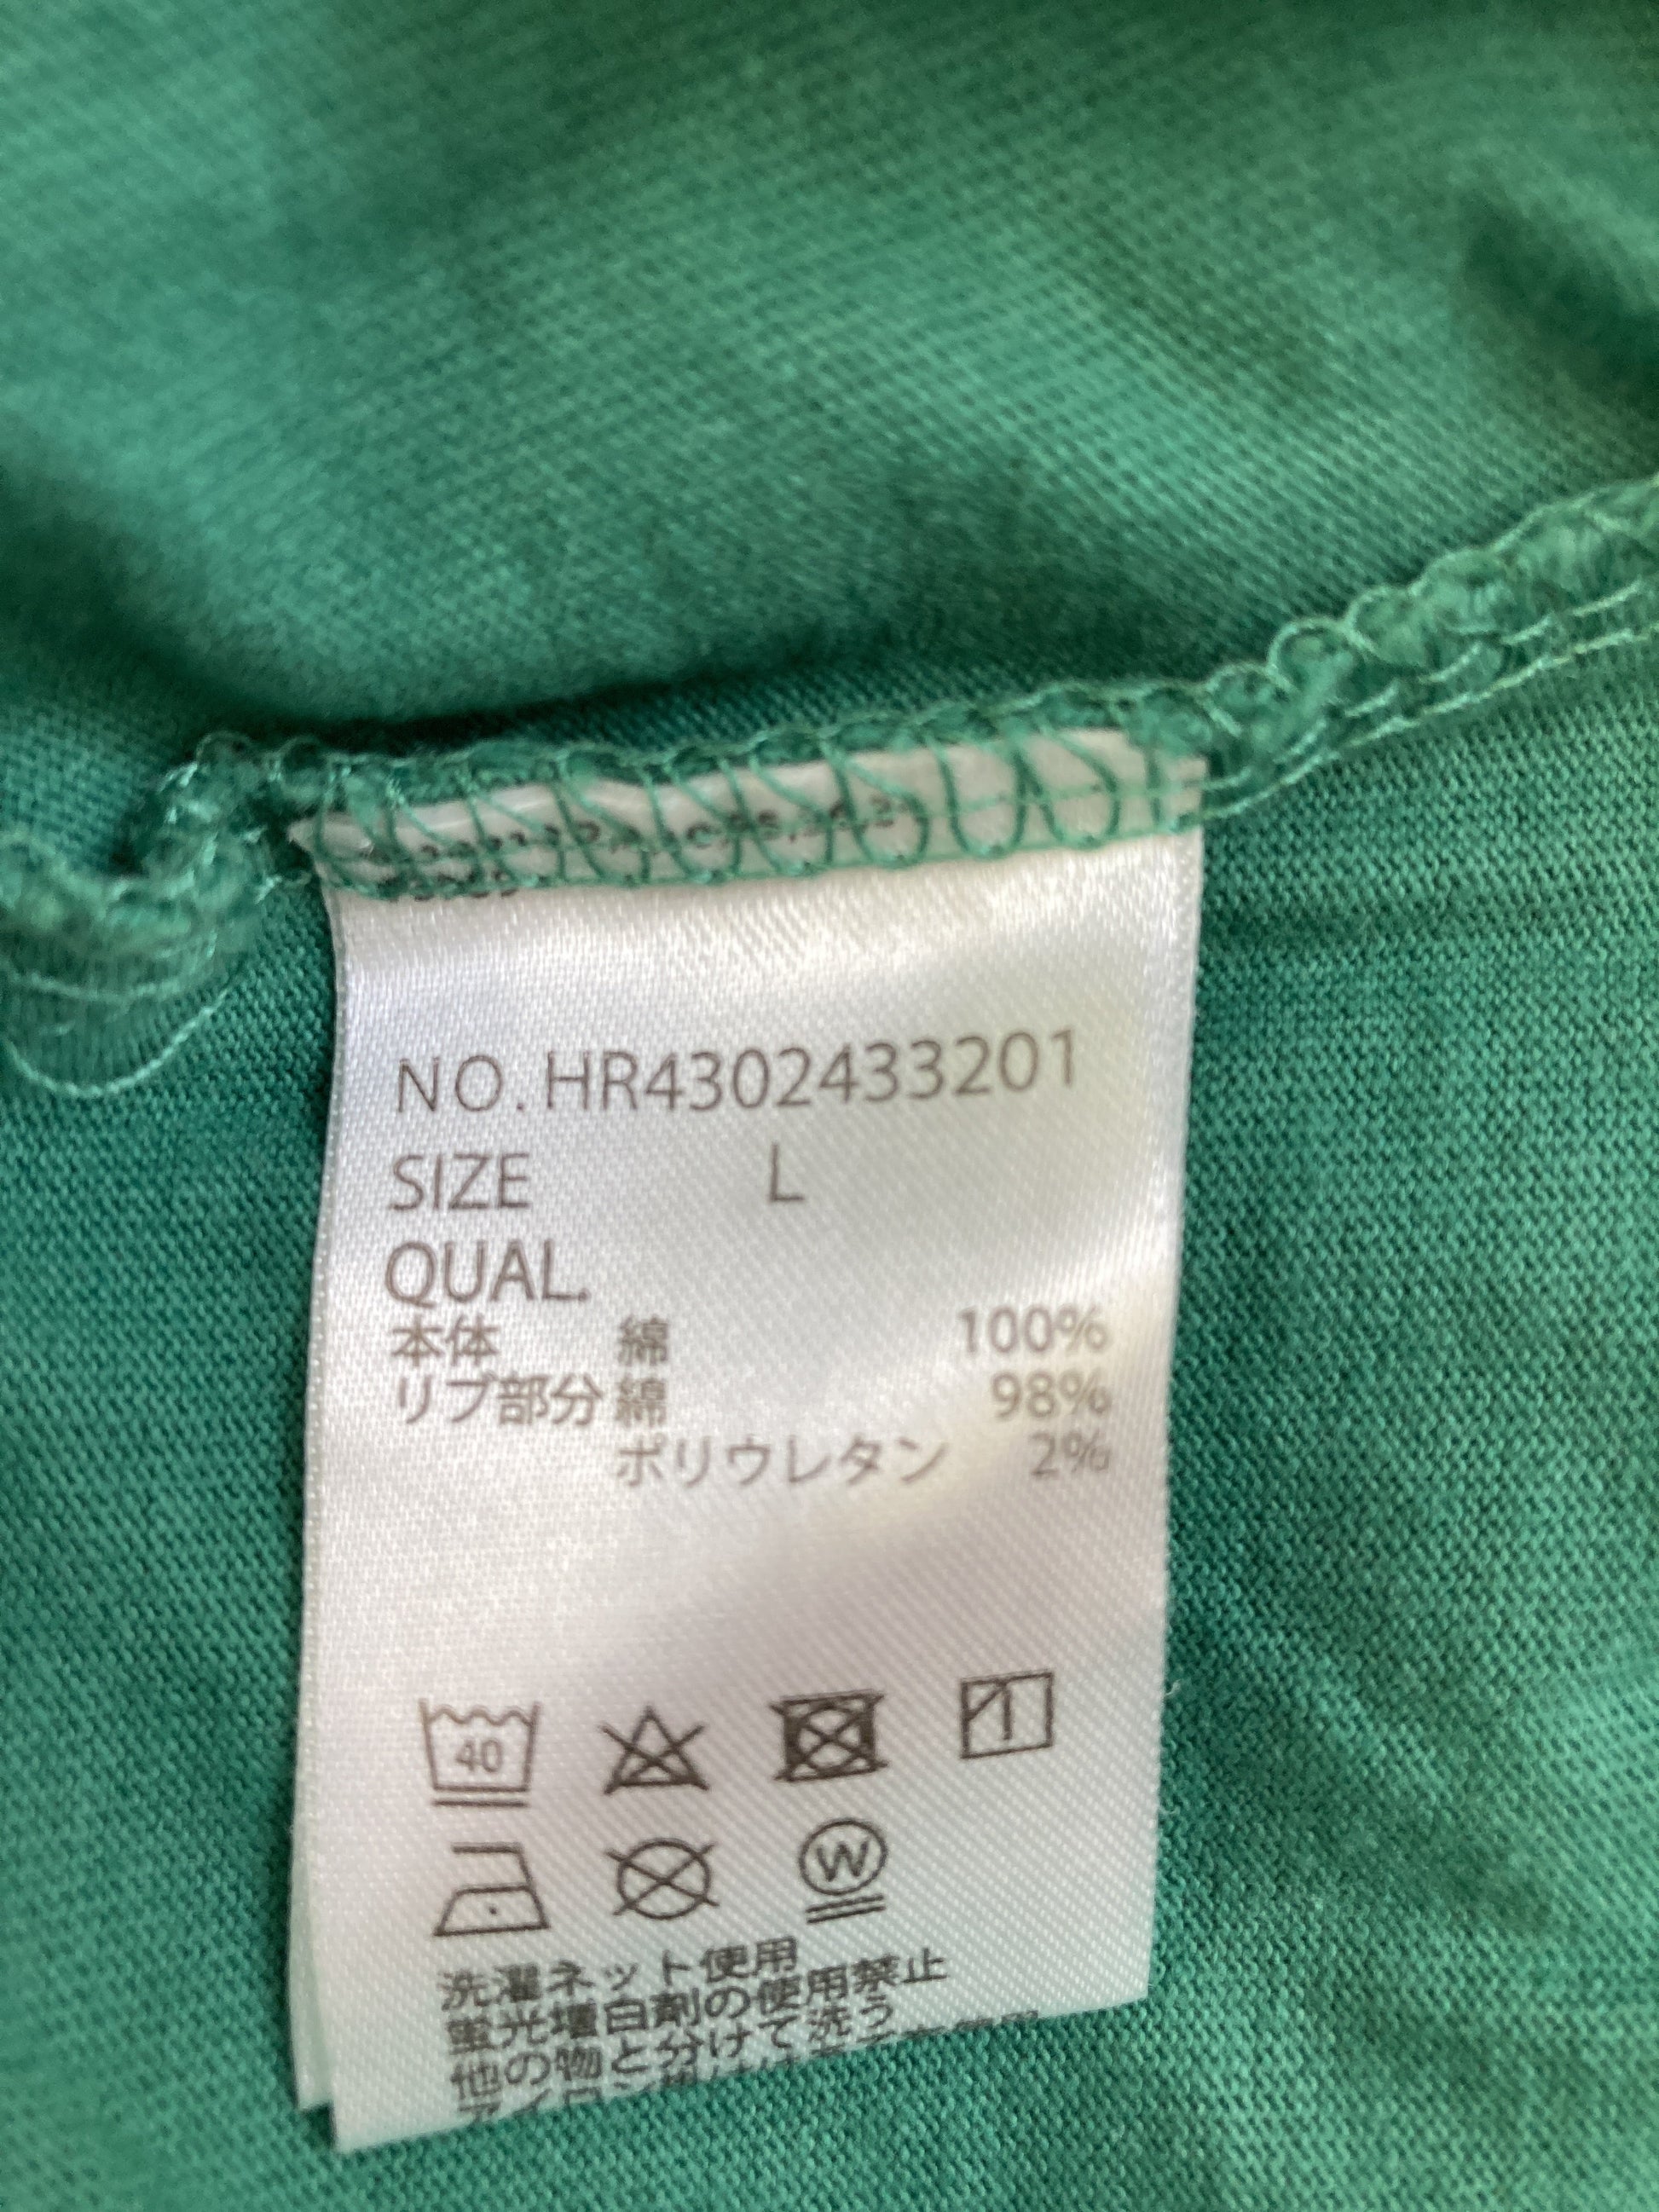 NO.HR4302433201
SIZE L
QUAL.
本体 綿 100%
リブ部分 綿 98%
ポリウレタン 2%
40
W
洗濯ネット使用
蛍光増白剤の使用禁止
他の物と分けて洗う